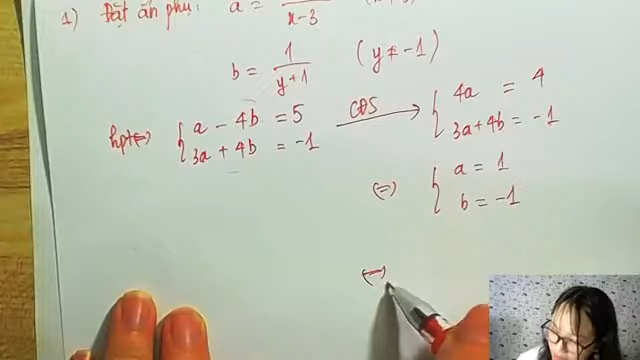 1) Đặt ẩn phụ: a = 
x-3
b = 1/(y+1) (y ≠ -1)
hpt ⇔ { a - 4b = 5 CĐS → { 4a = 4
3a + 4b = -1 3a + 4b = -1
⇔ { a = 1
b = -1